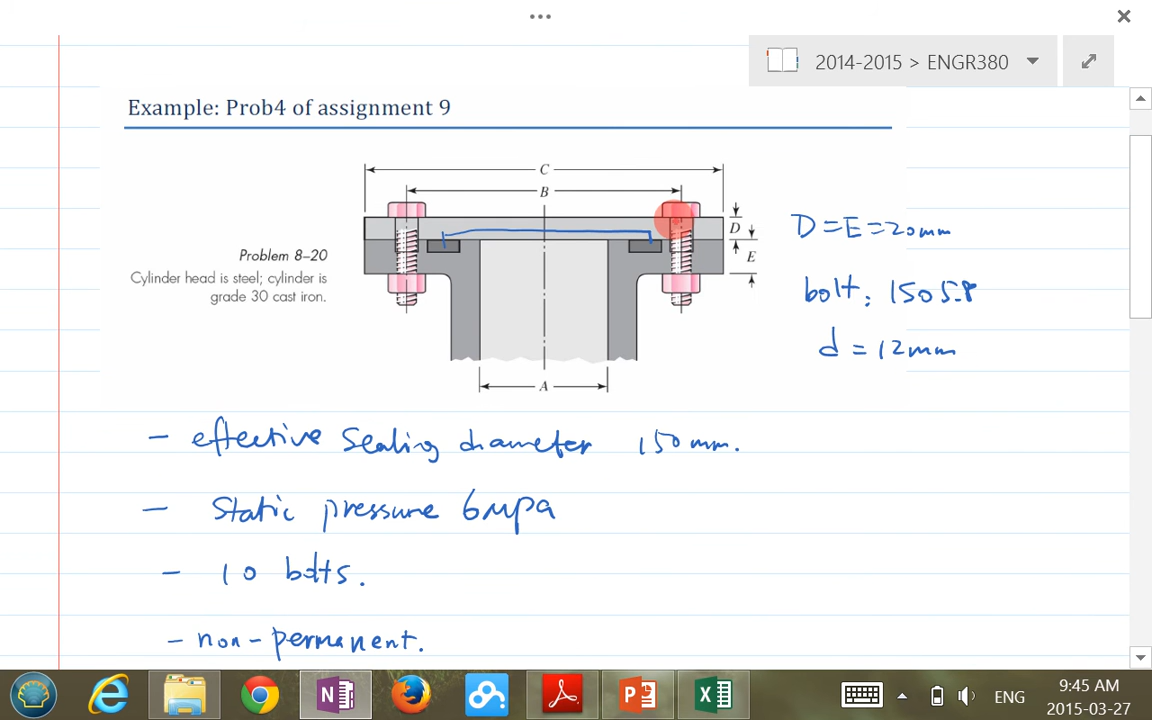 2014-2015 > ENGR380
Example: Prob4 of assignment 9
C
B
D
E
A
Problem 8–20
Cylinder head is steel; cylinder is
grade 30 cast iron.
D = E = 20mm
bolt: ISO 5.8
d = 12mm
- effective Sealing diameter 150mm.
- Static pressure 6mpa
- 10 bolts.
- non-permanent.
ENG
9:45 AM
2015-03-27